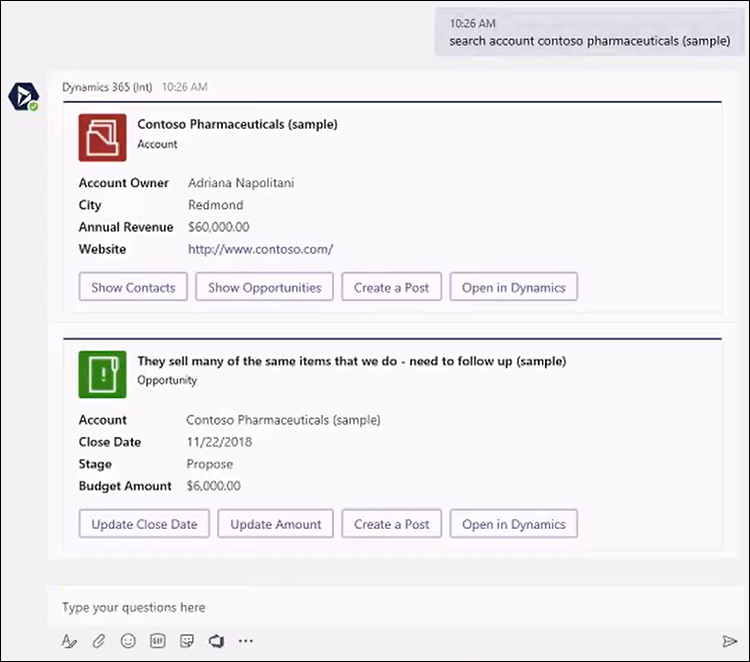 10:26 AM
search account contoso pharmaceuticals (sample)
Dynamics 365 (Int) 10:26 AM
Contoso Pharmaceuticals (sample)
Account
Account Owner Adriana Napolitani
City Redmond
Annual Revenue $60,000.00
Website http://www.contoso.com/
Show Contacts Show Opportunities Create a Post Open in Dynamics
They sell many of the same items that we do - need to follow up (sample)
Opportunity
Account Contoso Pharmaceuticals (sample)
Close Date 11/22/2018
Stage Propose
Budget Amount $6,000.00
Update Close Date Update Amount Create a Post Open in Dynamics
Type your questions here
GIF